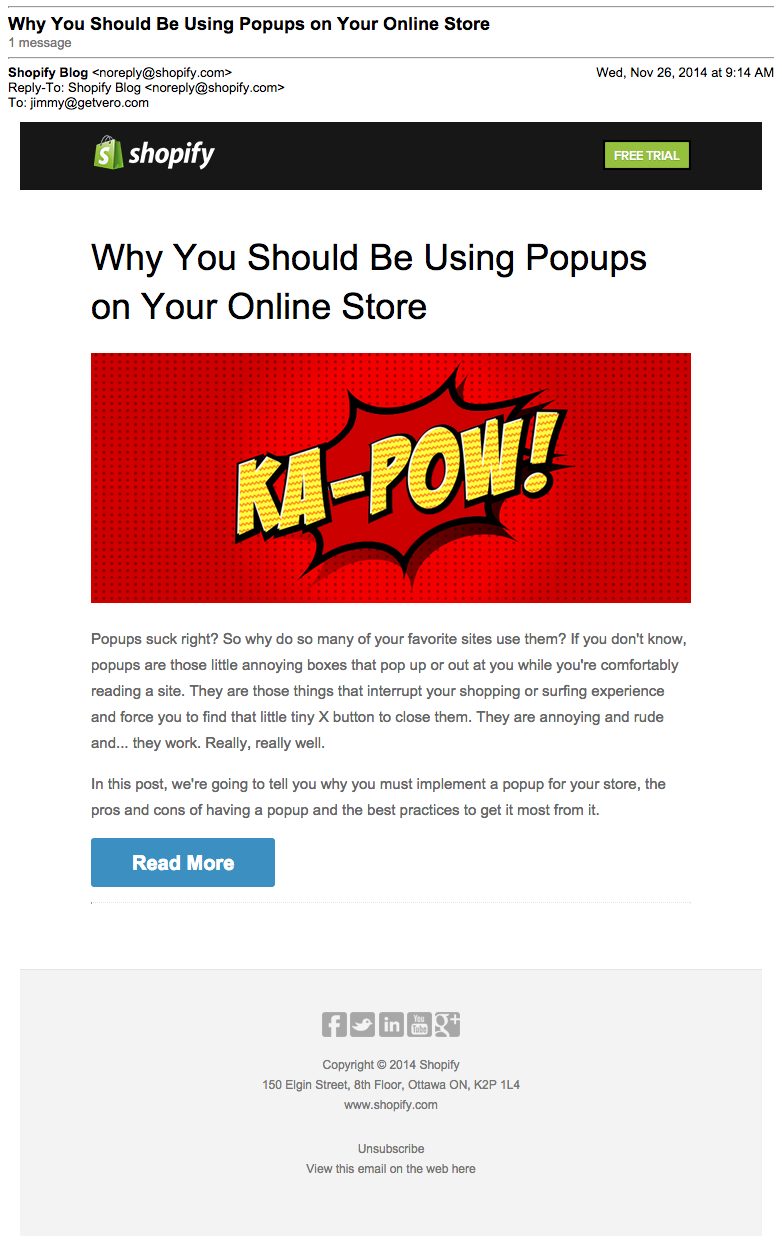 Why You Should Be Using Popups on Your Online Store
1 message
Shopify Blog <noreply@shopify.com>
Wed, Nov 26, 2014 at 9:14 AM
Reply-To: Shopify Blog <noreply@shopify.com>
To: jimmy@getvero.com
shopify
FREE TRIAL
Why You Should Be Using Popups
on Your Online Store
KA-POW!
Popups suck right? So why do so many of your favorite sites use them? If you don't know,
popups are those little annoying boxes that pop up or out at you while you're comfortably
reading a site. They are those things that interrupt your shopping or surfing experience
and force you to find that little tiny X button to close them. They are annoying and rude
and... they work. Really, really well.
In this post, we're going to tell you why you must implement a popup for your store, the
pros and cons of having a popup and the best practices to get it most from it.
Read More
f in You Tube g+
Copyright © 2014 Shopify
150 Elgin Street, 8th Floor, Ottawa ON, K2P 1L4
www.shopify.com
Unsubscribe
View this email on the web here